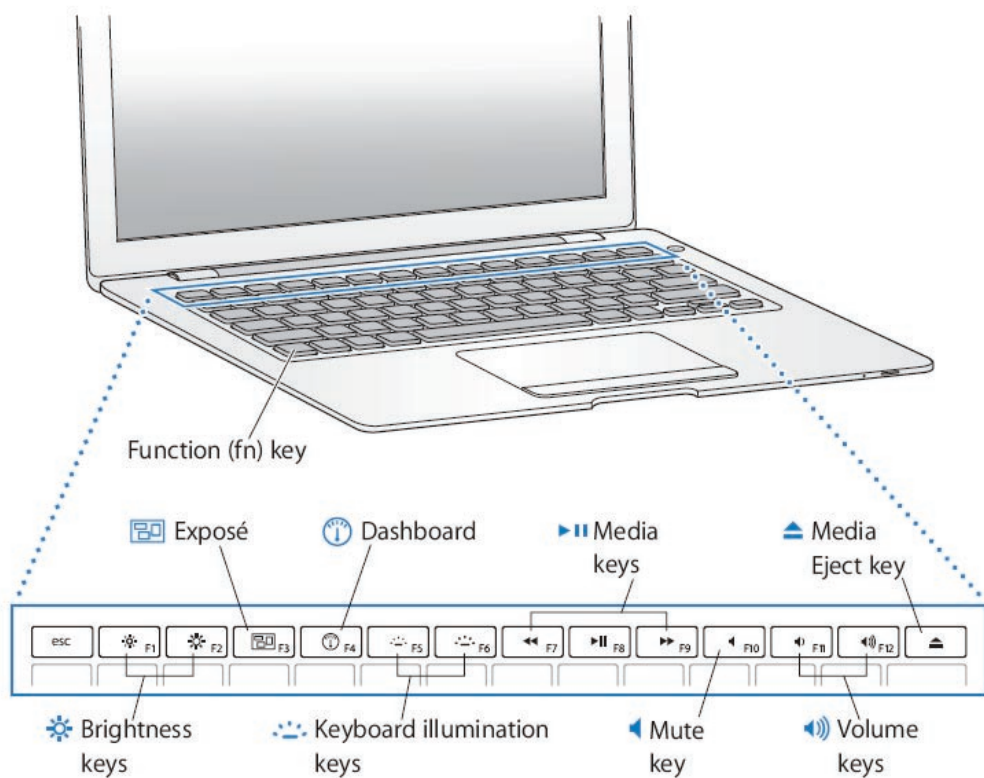 Function (fn) key
Exposé
Dashboard
Media
keys
Media
Eject key
esc F1 F2 F3 F4 F5 F6 F7 F8 F9 F10 F11 F12
Brightness
keys
Keyboard illumination
keys
Mute
key
Volume
keys